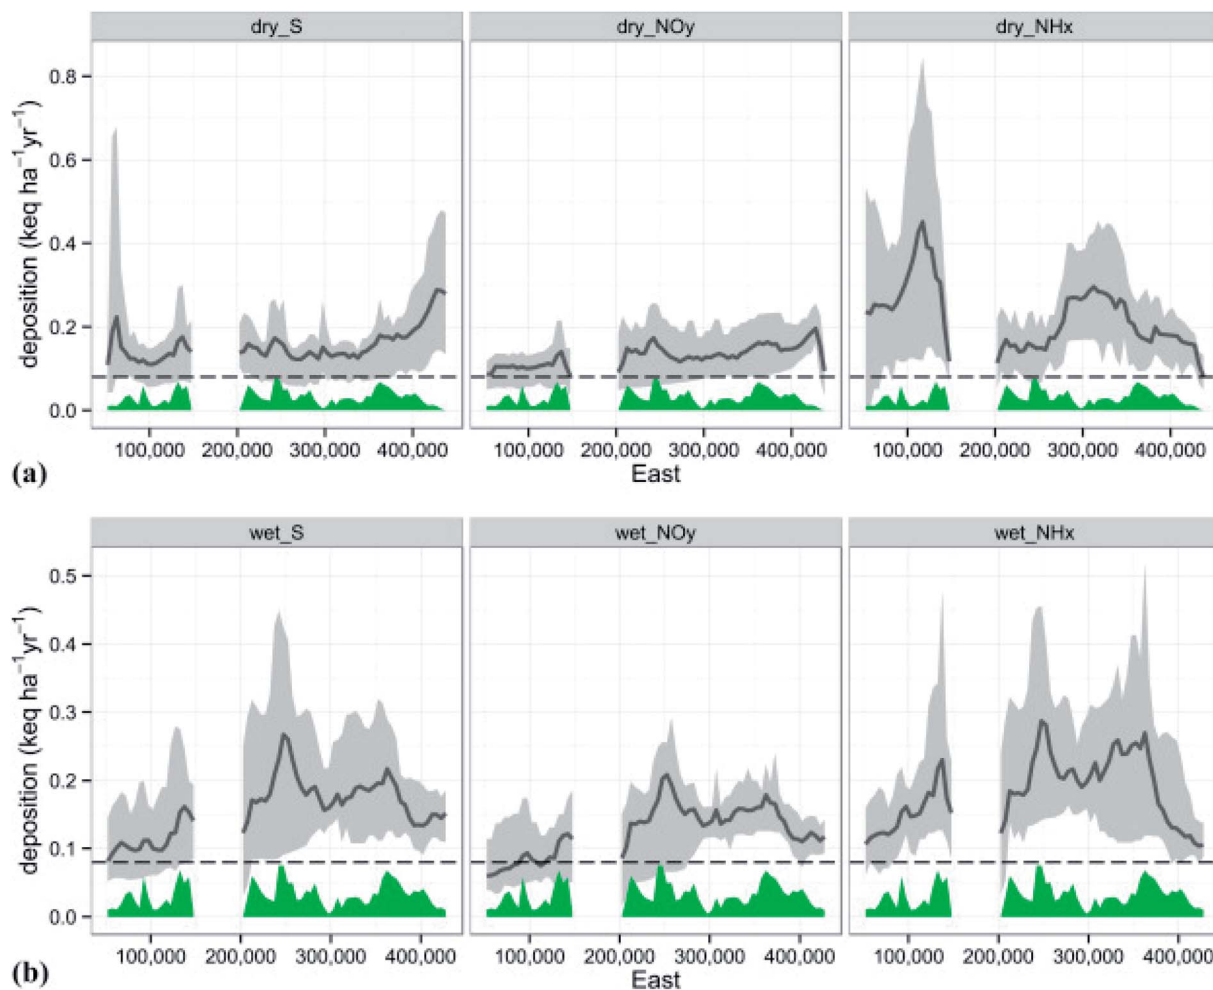 dry_S dry_NOy dry_NHx
deposition (keq ha⁻¹yr⁻¹)
0.8
0.6
0.4
0.2
0.0
100,000 200,000 300,000 400,000 100,000 200,000 300,000 400,000 100,000 200,000 300,000 400,000
East
(a)
wet_S wet_NOy wet_NHx
deposition (keq ha⁻¹yr⁻¹)
0.5
0.4
0.3
0.2
0.1
0.0
100,000 200,000 300,000 400,000 100,000 200,000 300,000 400,000 100,000 200,000 300,000 400,000
East
(b)